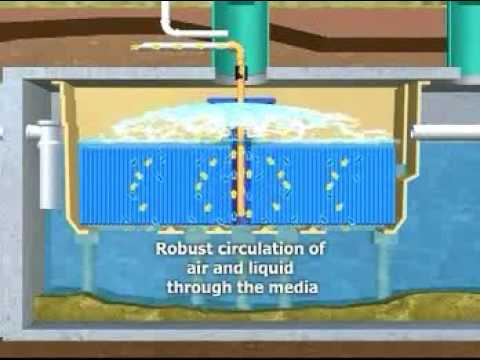 Robust circulation of
air and liquid
through the media